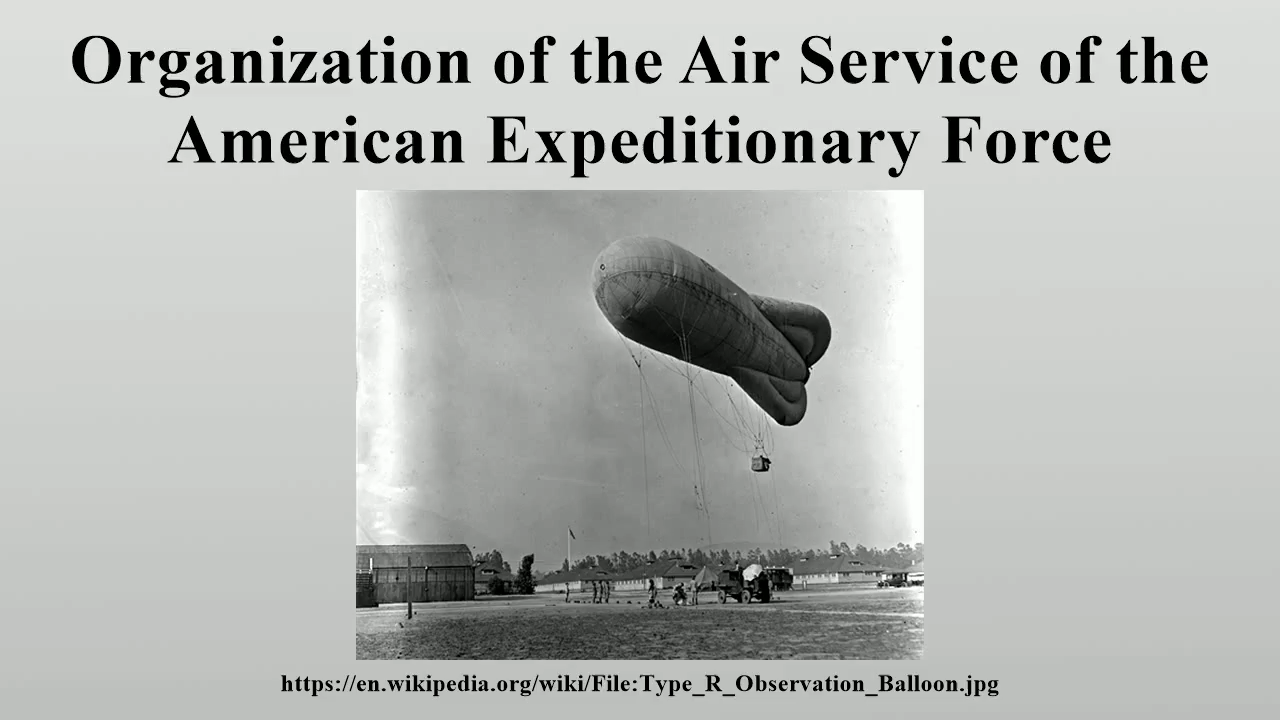 Organization of the Air Service of the
American Expeditionary Force
https://en.wikipedia.org/wiki/File:Type_R_Observation_Balloon.jpg